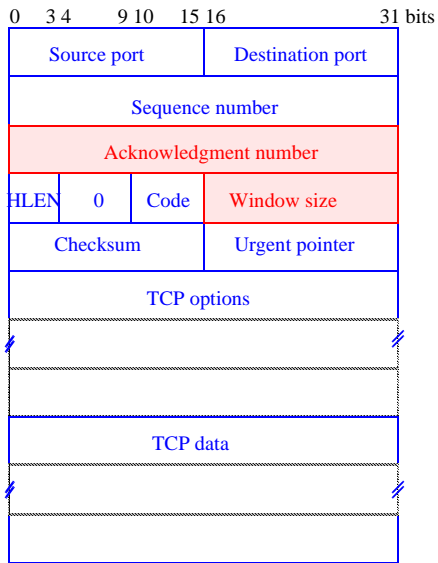 0 3 4 9 10 15 16 31 bits
Source port Destination port
Sequence number
Acknowledgment number
HLEN 0 Code Window size
Checksum Urgent pointer
TCP options
TCP data